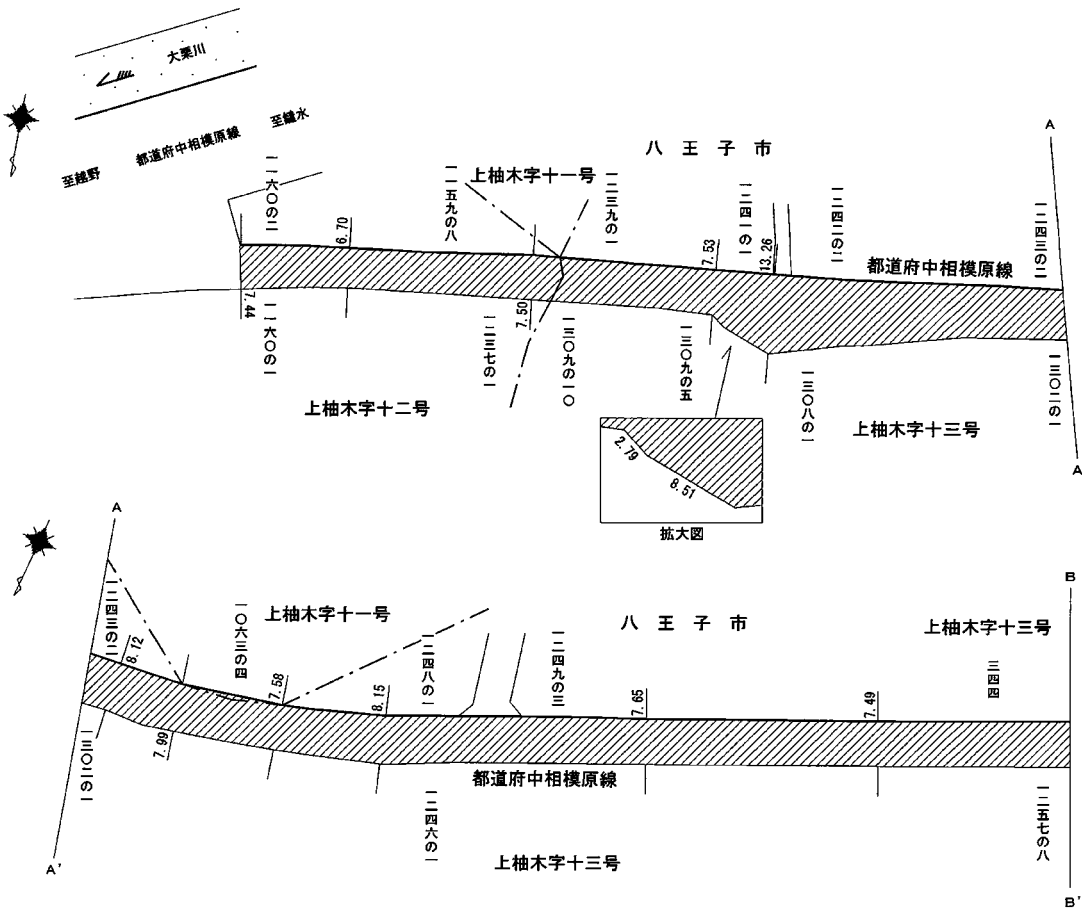 大栗川
至越野
都道府中相模原線
至鑓水
八王子市
A
上柚木字十一号
一一六〇の二
6.70
一一五九の八
一二三九の一
7.53
一二四一の一
13.26
一二四二の一
一二四三の二
都道府中相模原線
7.44
一一六〇の一
一二三七の一
7.50
一三〇九の一〇
一三〇九の五
一三〇八の一
一三〇二の一
上柚木字十二号
上柚木字十三号
2.79
8.51
拡大図
A
A
B
一二四三の二
8.12
上柚木字十一号
一〇六三の四
7.58
8.15
一二四八の一
一二四九の三
八王子市
7.65
7.49
上柚木字十三号
三四四
一三〇二の一
7.99
都道府中相模原線
一二四六の一
一二五七の八
上柚木字十三号
A'
B'